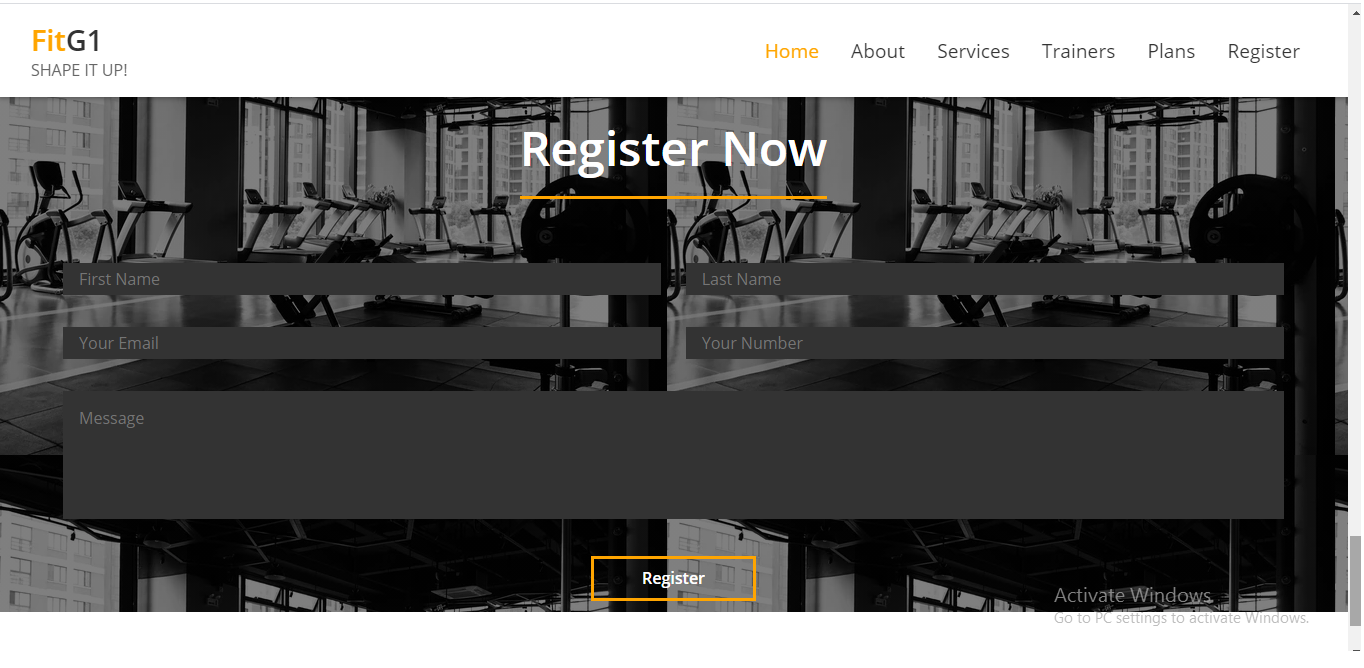 FitG1
SHAPE IT UP!
Home About Services Trainers Plans Register
Register Now
First Name Last Name
Your Email Your Number
Message
Register
Activate Windows
Go to PC settings to activate Windows.